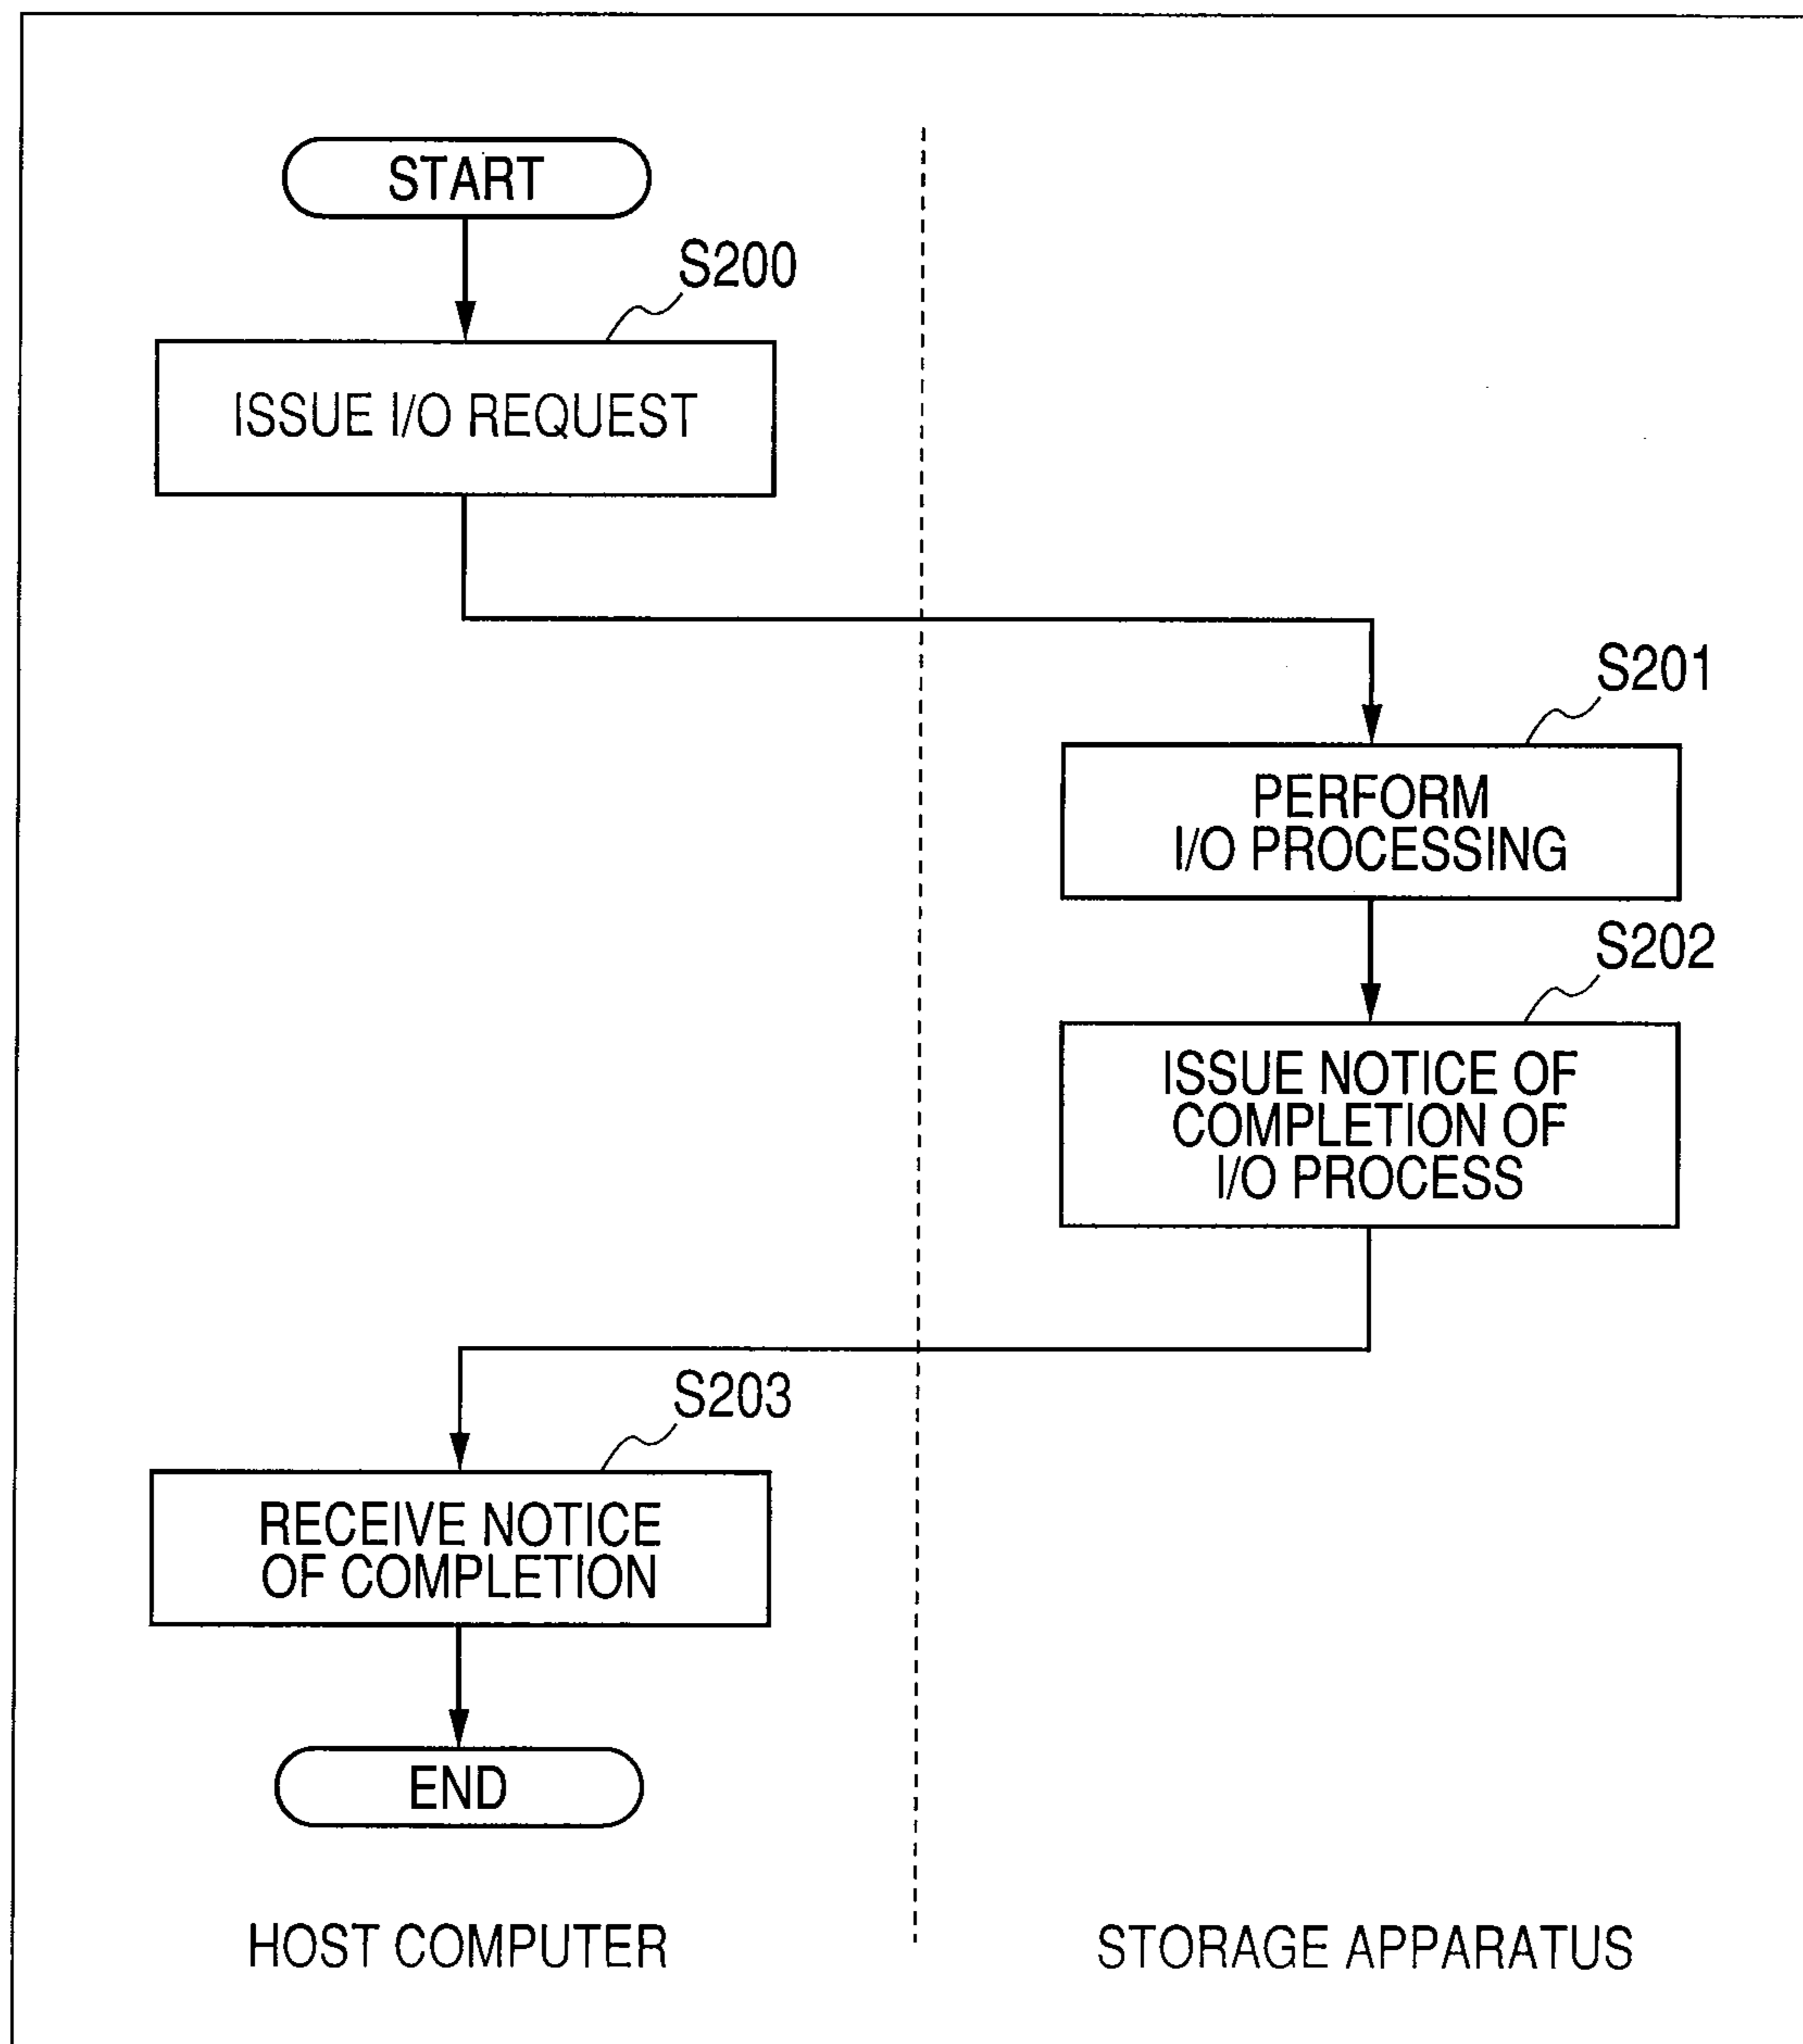 START
S200
ISSUE I/O REQUEST
S201
PERFORM
I/O PROCESSING
S202
ISSUE NOTICE OF
COMPLETION OF
I/O PROCESS
S203
RECEIVE NOTICE
OF COMPLETION
END
HOST COMPUTER
STORAGE APPARATUS